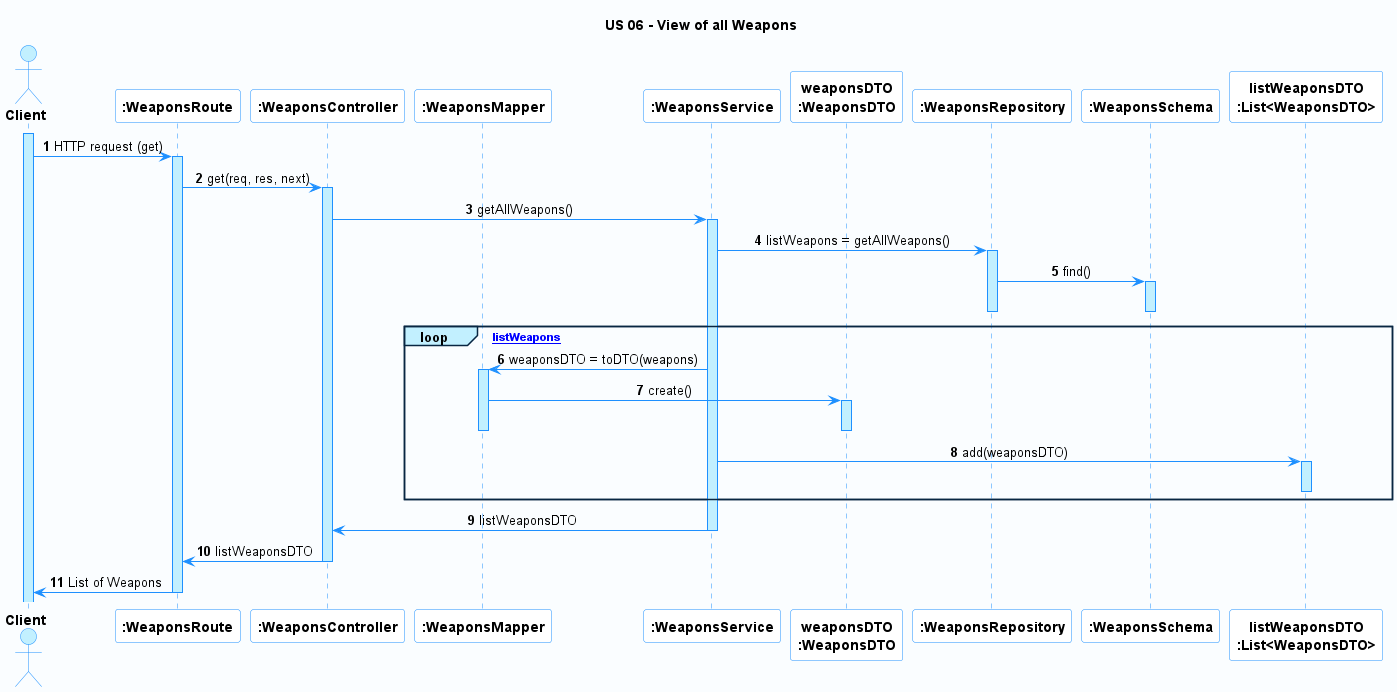 US 06 - View of all Weapons
Client
:WeaponsRoute
:WeaponsController
:WeaponsMapper
:WeaponsService
weaponsDTO
:WeaponsDTO
:WeaponsRepository
:WeaponsSchema
listWeaponsDTO
:List<WeaponsDTO>
1 HTTP request (get)
2 get(req, res, next)
3 getAllWeapons()
4 listWeapons = getAllWeapons()
5 find()
loop listWeapons
6 weaponsDTO = toDTO(weapons)
7 create()
8 add(weaponsDTO)
9 listWeaponsDTO
10 listWeaponsDTO
11 List of Weapons
Client
:WeaponsRoute
:WeaponsController
:WeaponsMapper
:WeaponsService
weaponsDTO
:WeaponsDTO
:WeaponsRepository
:WeaponsSchema
listWeaponsDTO
:List<WeaponsDTO>